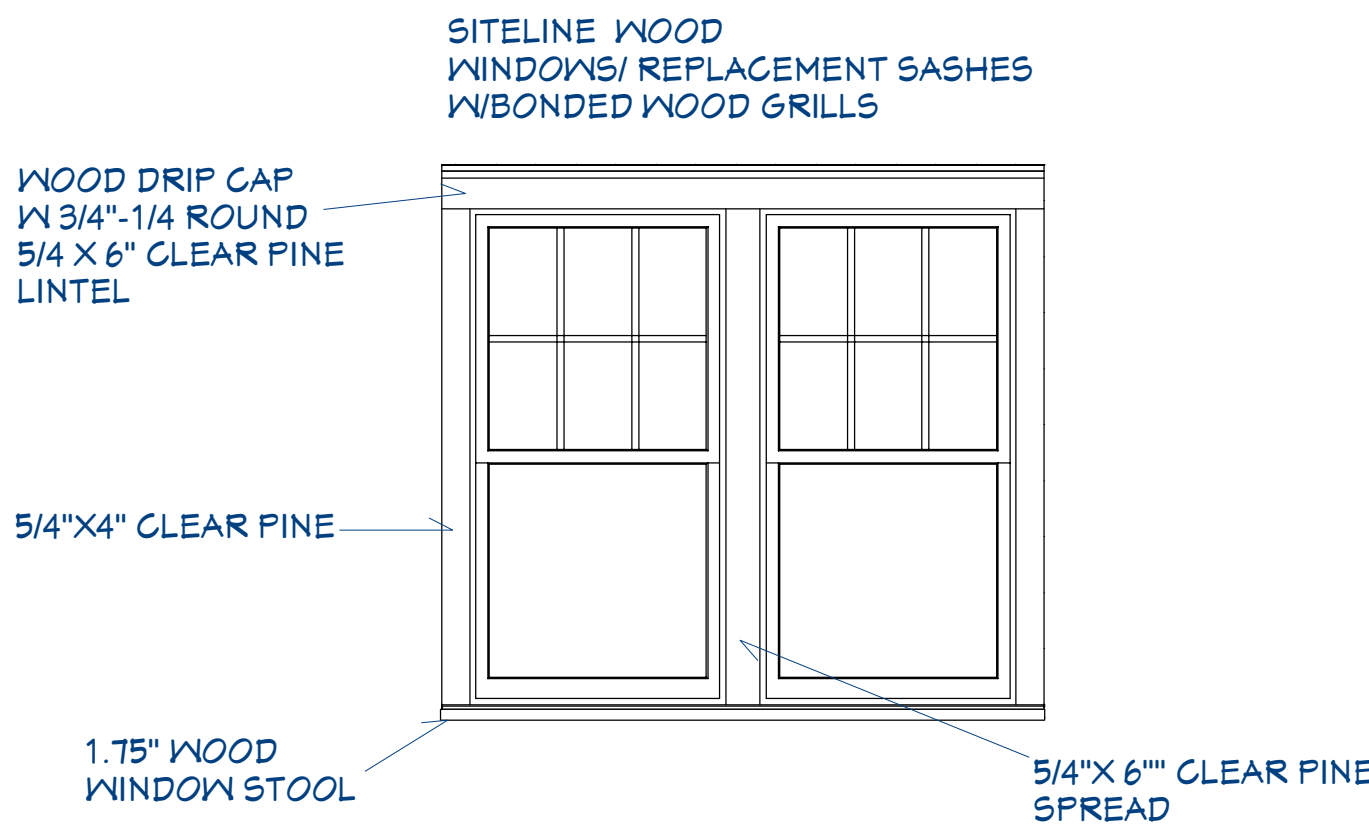 SITELINE WOOD
WINDOWS/ REPLACEMENT SASHES
W/BONDED WOOD GRILLS
WOOD DRIP CAP
W 3/4"-1/4 ROUND
5/4 X 6" CLEAR PINE
LINTEL
5/4"X4" CLEAR PINE
1.75" WOOD
WINDOW STOOL
5/4"X 6"" CLEAR PINE
SPREAD